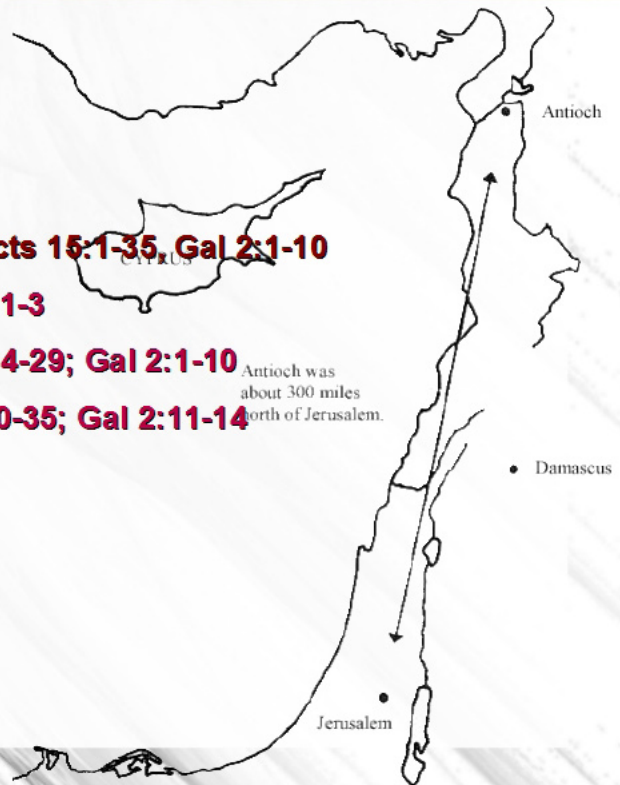 Antioch
cts 15:1-35, Gal 2:1-10
CYPRUS
1-3
4-29; Gal 2:1-10
Antioch was
about 300 miles
north of Jerusalem.
0-35; Gal 2:11-14
Damascus
Jerusalem